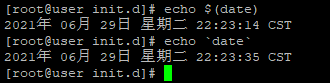 [root@user init.d]# echo $(date)
2021年 06月 29日 星期二 22:23:14 CST
[root@user init.d]# echo `date`
2021年 06月 29日 星期二 22:23:35 CST
[root@user init.d]#